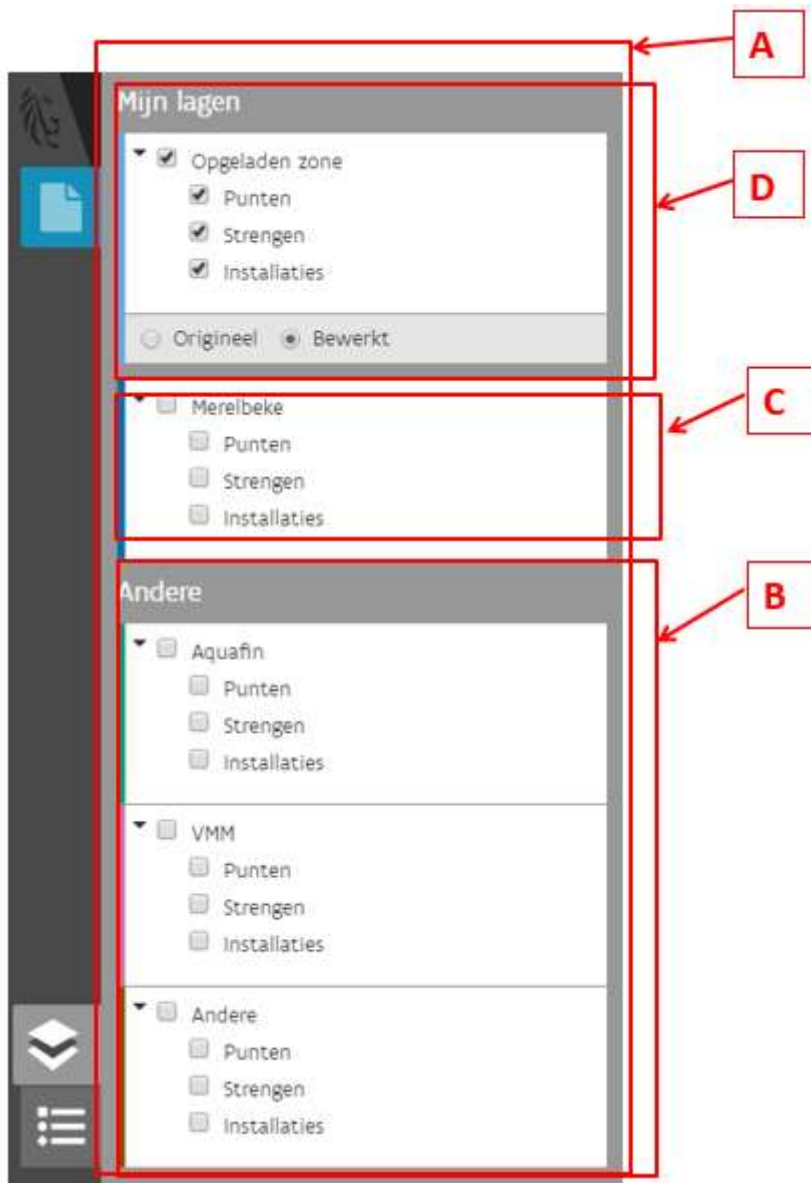 A
Mijn lagen
Opgeladen zone
D
Punten
Strengen
Installaties
Origineel Bewerkt
C
Merelbeke
Punten
Strengen
Installaties
B
Andere
Aquafin
Punten
Strengen
Installaties
VMM
Punten
Strengen
Installaties
Andere
Punten
Strengen
Installaties